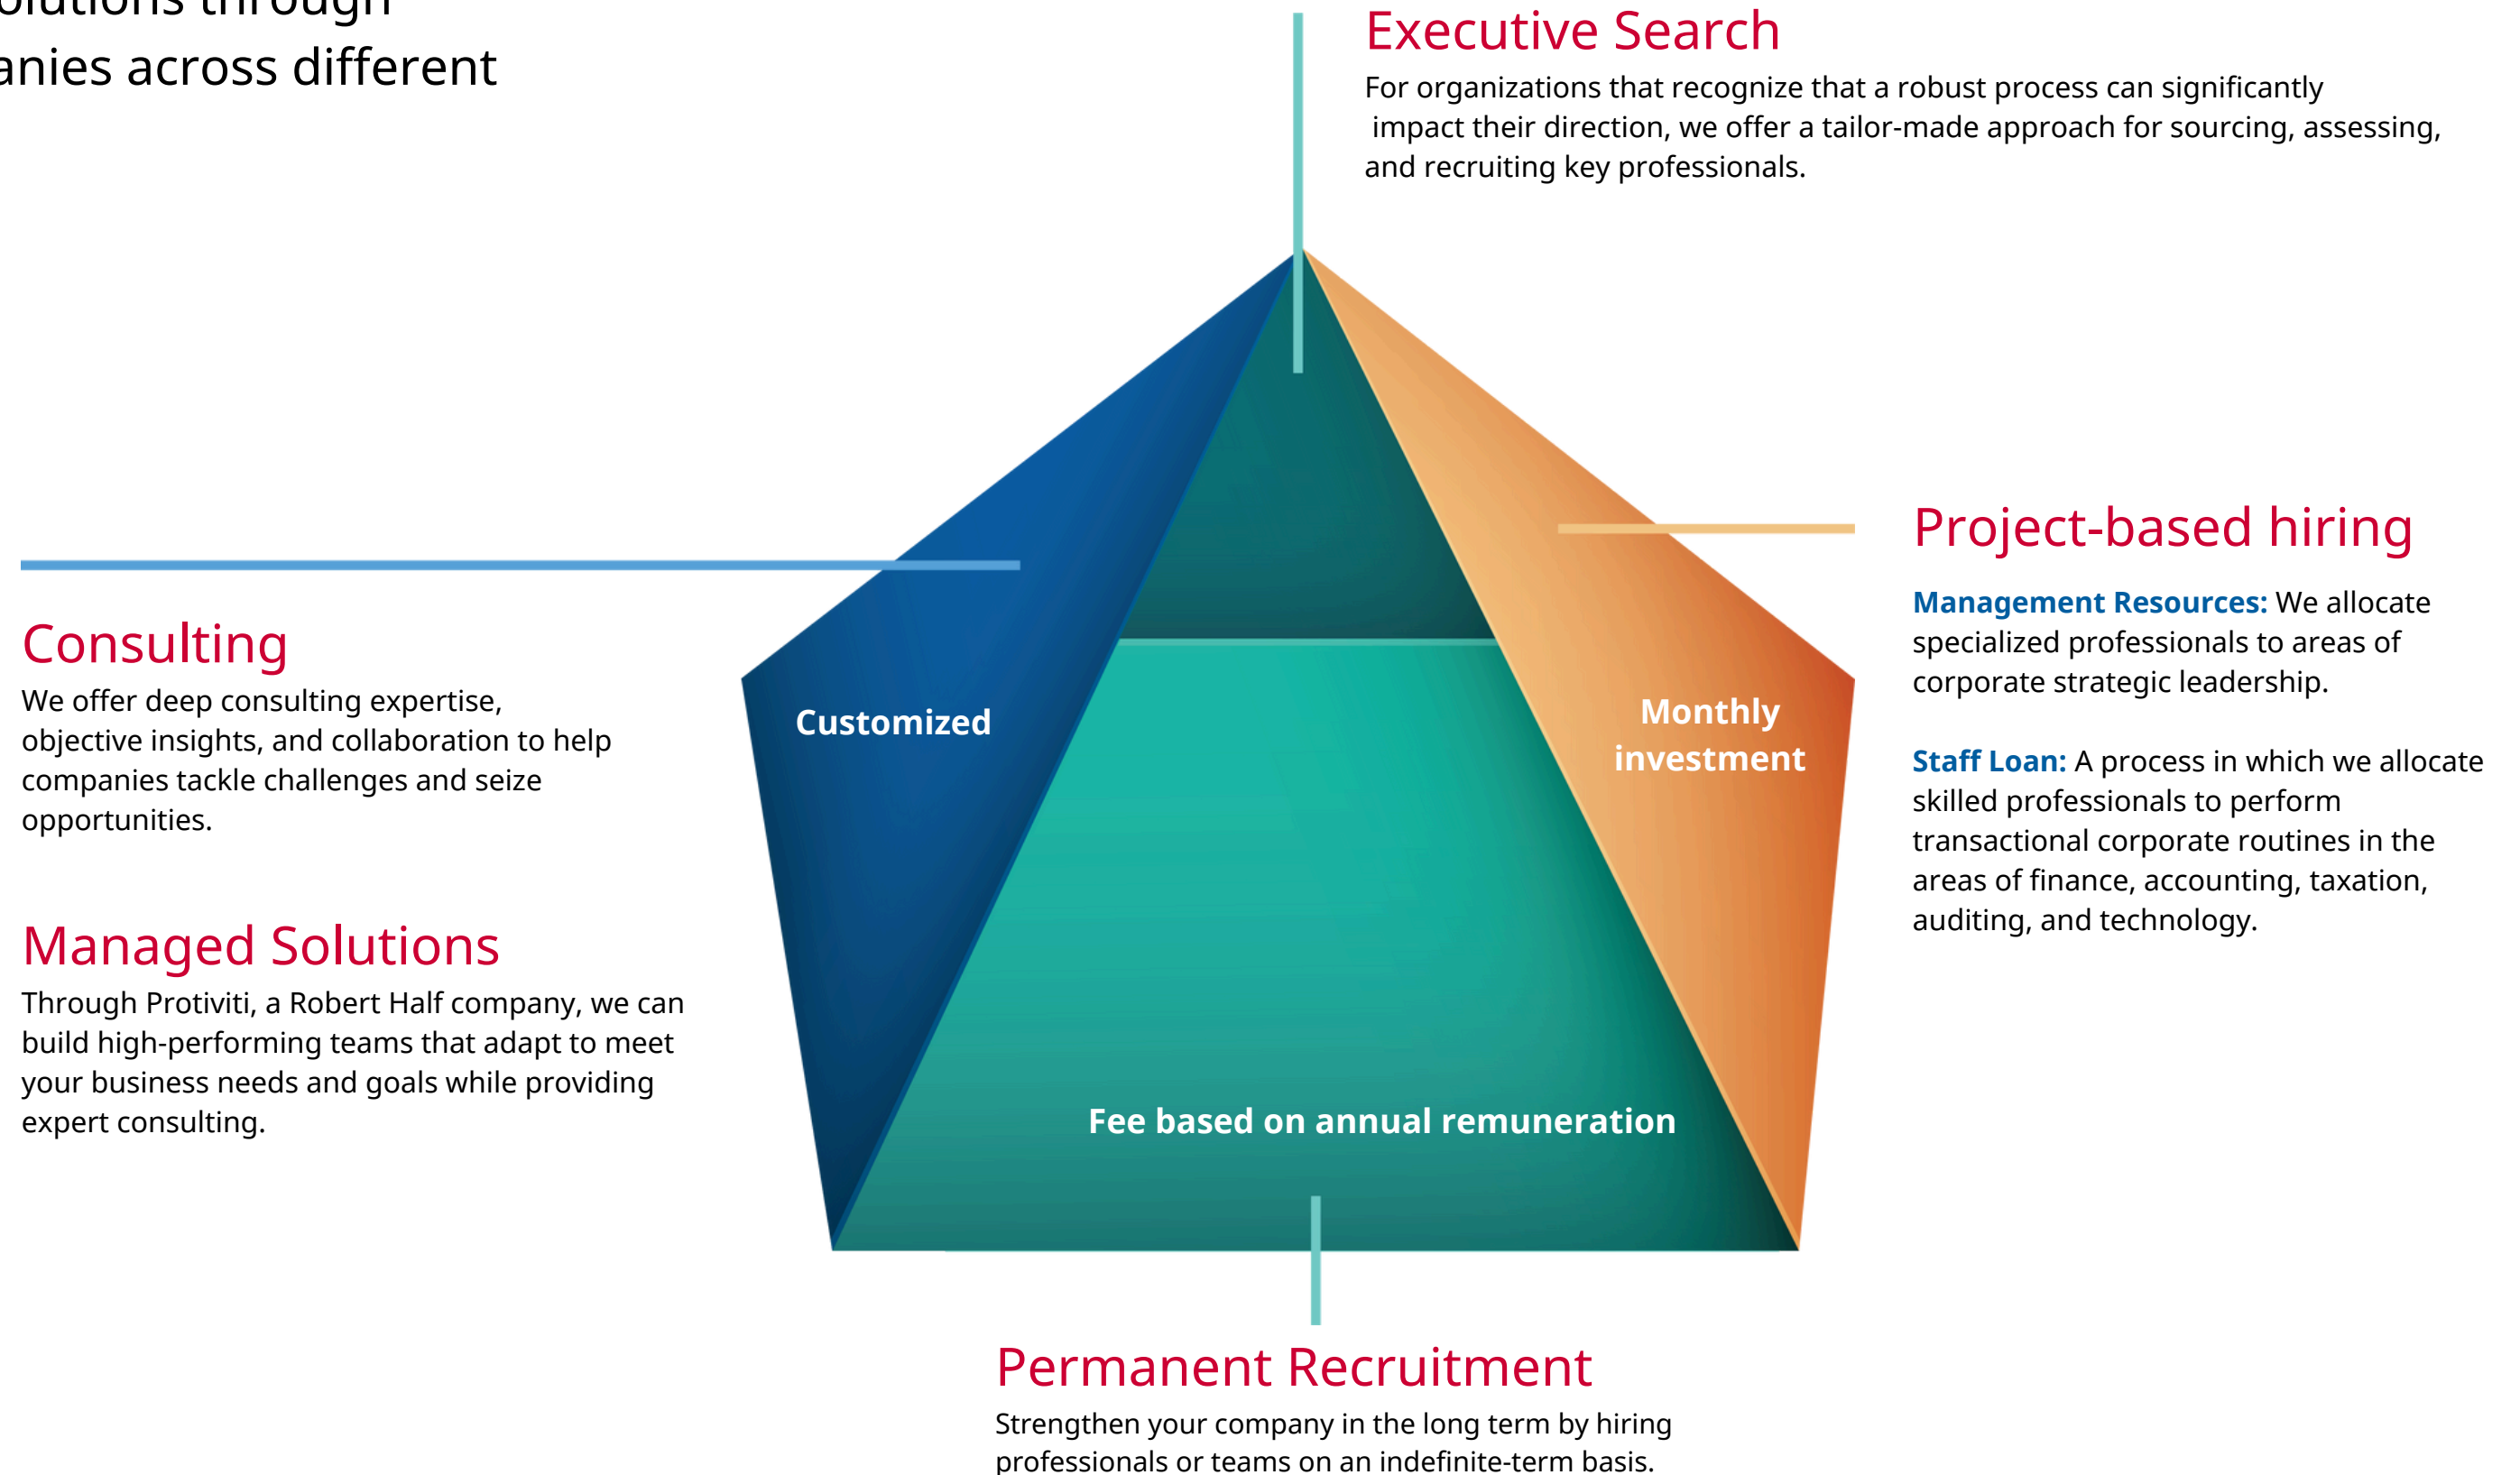 through
across different
Executive Search
For organizations that recognize that a robust process can significantly
impact their direction, we offer a tailor-made approach for sourcing, assessing,
and recruiting key professionals.
Project-based hiring
Management Resources: We allocate
specialized professionals to areas of
corporate strategic leadership.
Staff Loan: A process in which we allocate
skilled professionals to perform
transactional corporate routines in the
areas of finance, accounting, taxation,
auditing, and technology.
Consulting
We offer deep consulting expertise,
objective insights, and collaboration to help
companies tackle challenges and seize
opportunities.
Managed Solutions
Through Protiviti, a Robert Half company, we can
build high-performing teams that adapt to meet
your business needs and goals while providing
expert consulting.
Customized
Monthly
investment
Fee based on annual remuneration
Permanent Recruitment
Strengthen your company in the long term by hiring
professionals or teams on an indefinite-term basis.